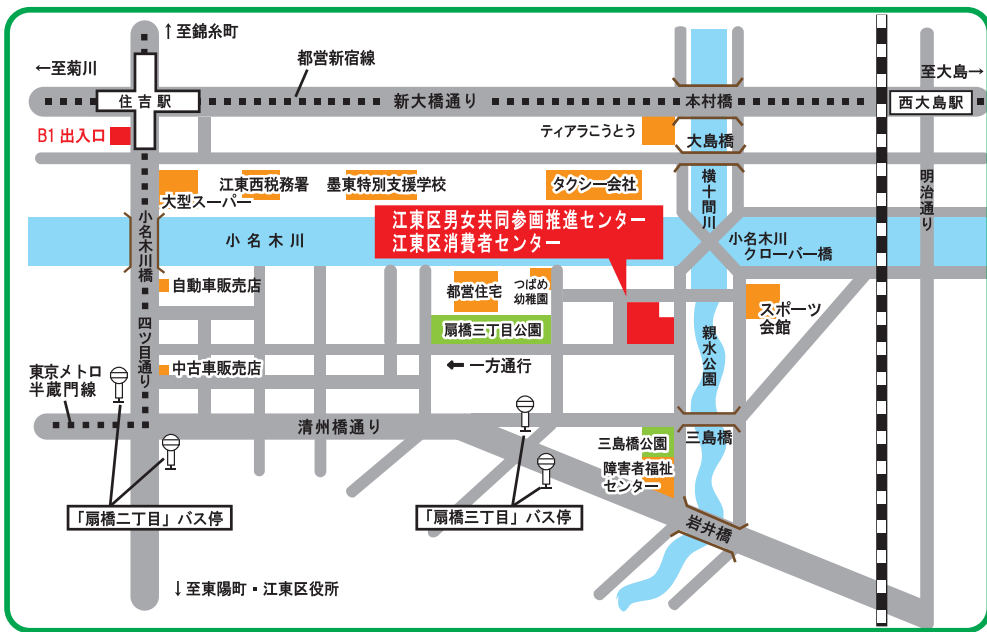 ↑至錦糸町
←至菊川
都営新宿線
至大島→
住吉駅
新大橋通り
本村橋
西大島駅
B1 出入口
ティアラこうとう
大島橋
江東西税務署
墨東特別支援学校
タクシー会社
大型スーパー
横十間川
明治通り
江東区男女共同参画推進センター
江東区消費者センター
小名木川橋
小名木川
小名木川
クローバー橋
自動車販売店
都営住宅
つばめ
幼稚園
スポーツ
会館
四ツ目通り
扇橋三丁目公園
親水公園
←一方通行
中古車販売店
東京メトロ
半蔵門線
清州橋通り
三島橋公園
三島橋
障害者福祉
センター
「扇橋二丁目」バス停
「扇橋三丁目」バス停
岩井橋
↓至東陽町・江東区役所